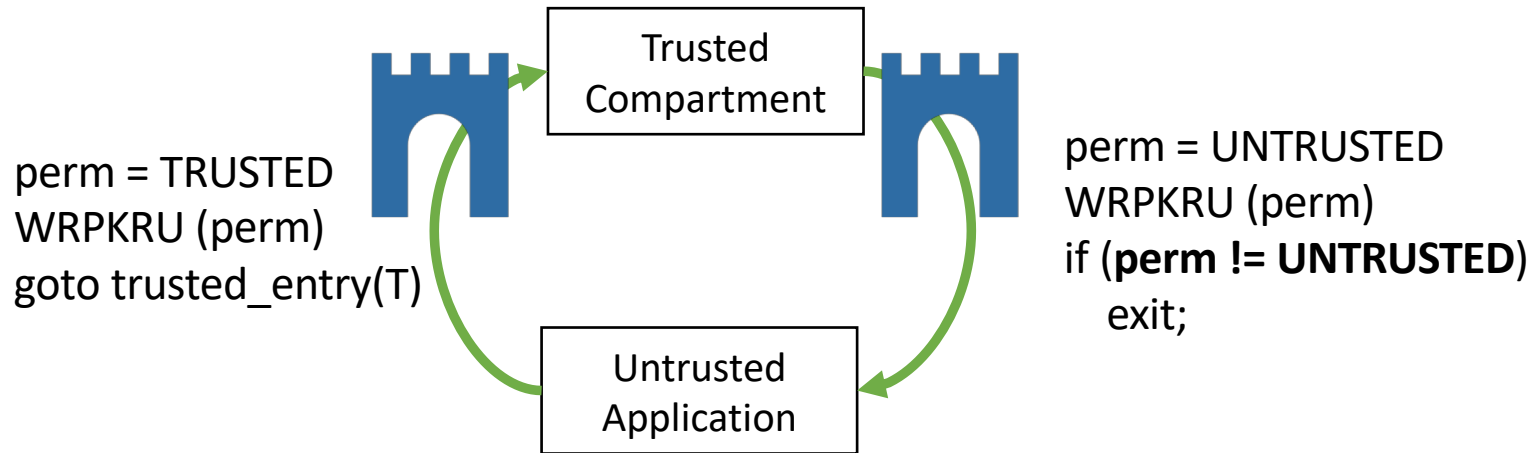 Trusted
Compartment
perm = TRUSTED
WRPKRU (perm)
goto trusted_entry(T)
perm = UNTRUSTED
WRPKRU (perm)
if (perm != UNTRUSTED)
exit;
Untrusted
Application